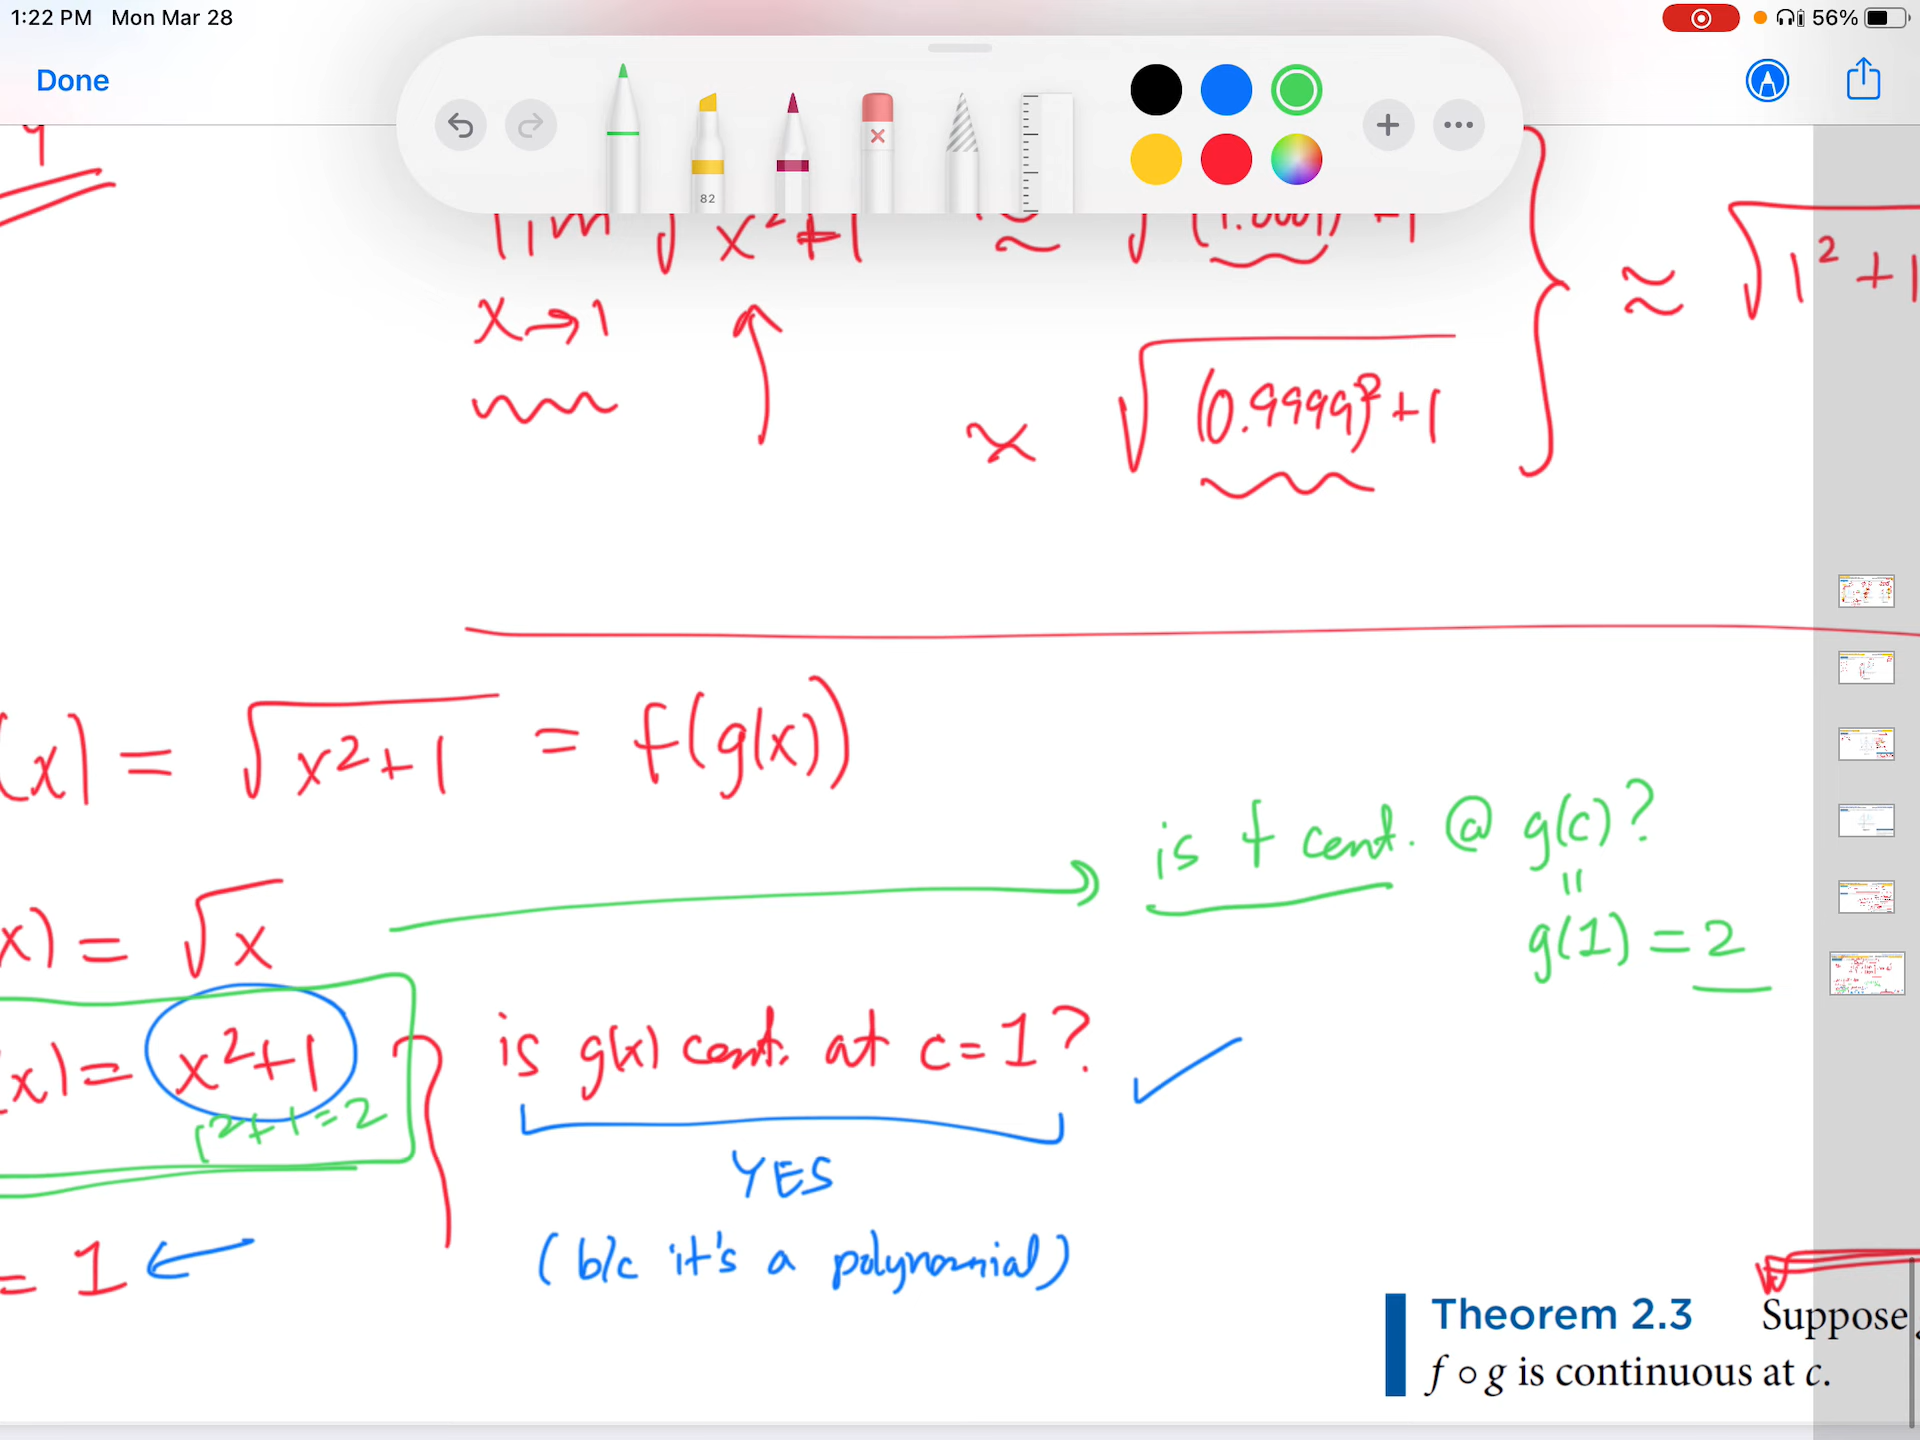 1:22 PM Mon Mar 28
56%
Done
82
lim √x²+1 ≈ √(1.0001)²+1
x→1
≈ √(0.9999)²+1
≈ √1²+1
(x) = √x²+1 = f(g(x))
is f cont. @ g(c)?
=
g(1) = 2
x) = √x
(x) = x²+1
1²+1=2
is g(x) cont. at c=1?
YES
= 1 ←
(b/c it's a polynomial)
Theorem 2.3 Suppose
f ∘ g is continuous at c.